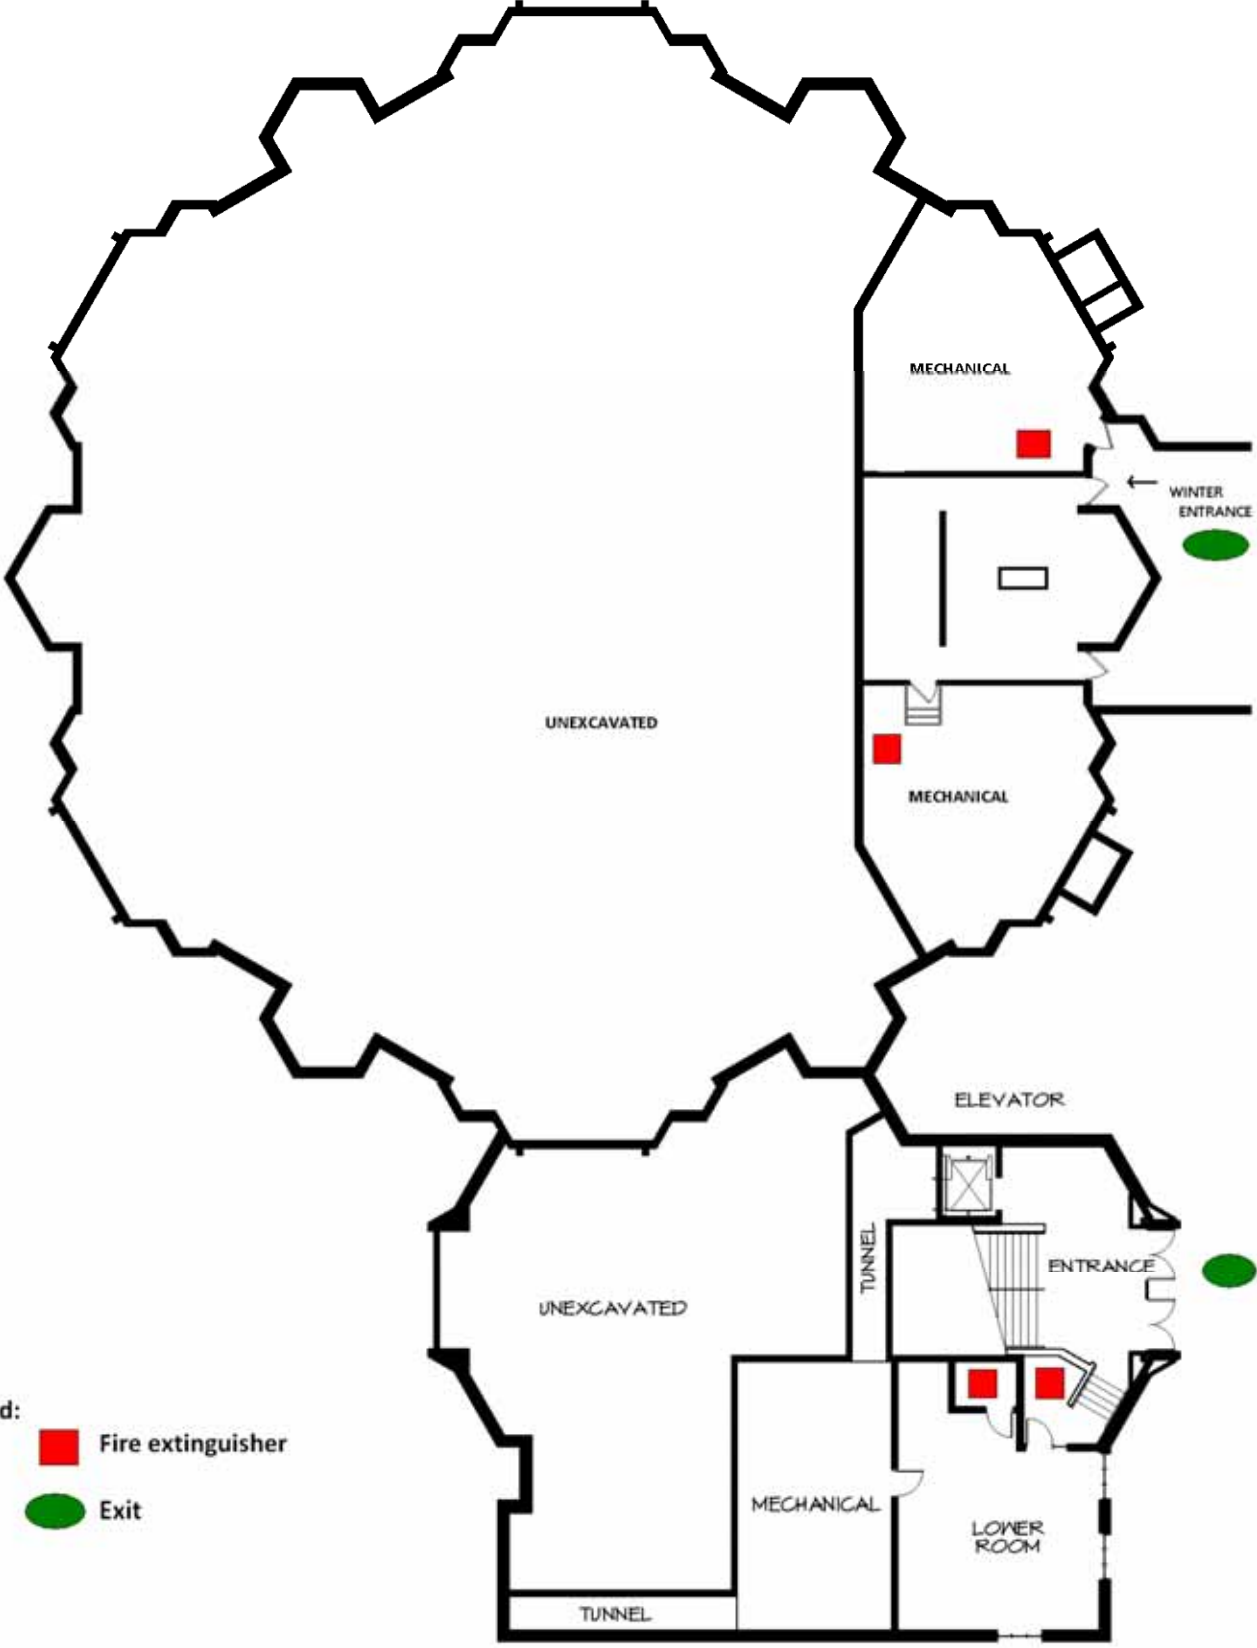 MECHANICAL
WINTER
ENTRANCE
UNEXCAVATED
MECHANICAL
ELEVATOR
TUNNEL
ENTRANCE
UNEXCAVATED
d:
Fire extinguisher
Exit
MECHANICAL
LOWER
ROOM
TUNNEL